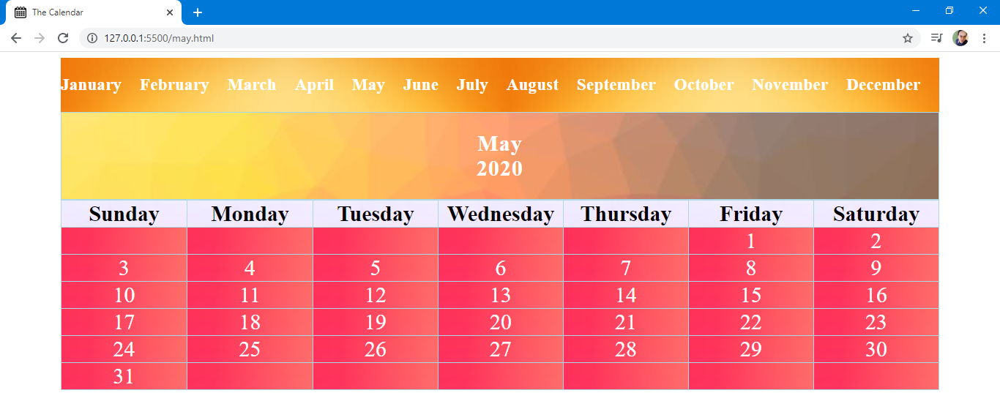 The Calendar
127.0.0.1:5500/may.html
January February March April May June July August September October November December
May
2020
Sunday Monday Tuesday Wednesday Thursday Friday Saturday
1 2
3 4 5 6 7 8 9
10 11 12 13 14 15 16
17 18 19 20 21 22 23
24 25 26 27 28 29 30
31